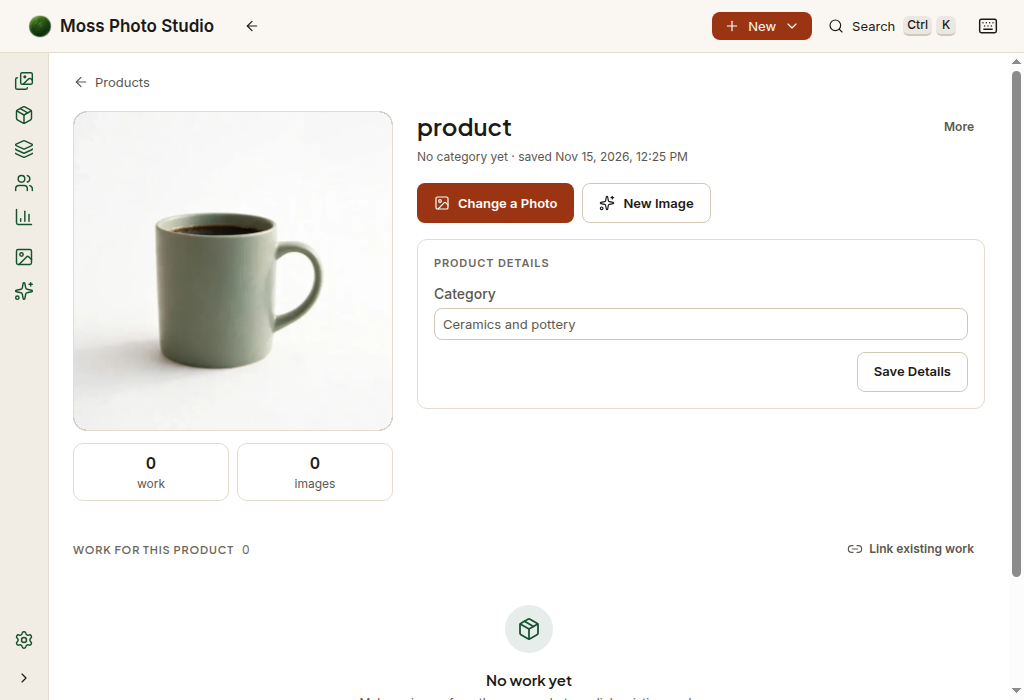 Moss Photo Studio
New
Search Ctrl K
Products
product
More
No category yet · saved Nov 15, 2026, 12:25 PM
Change a Photo
New Image
PRODUCT DETAILS
Category
Ceramics and pottery
Save Details
0
work
0
images
WORK FOR THIS PRODUCT 0
Link existing work
No work yet